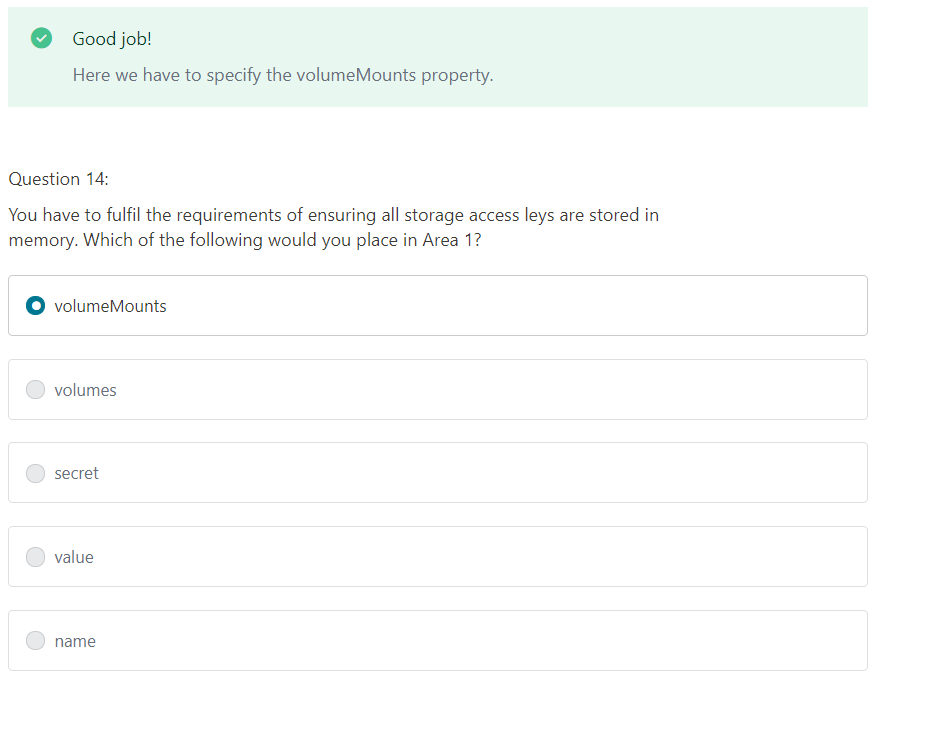 Good job!
Here we have to specify the volumeMounts property.
Question 14:
You have to fulfil the requirements of ensuring all storage access leys are stored in
memory. Which of the following would you place in Area 1?
volumeMounts
volumes
secret
value
name